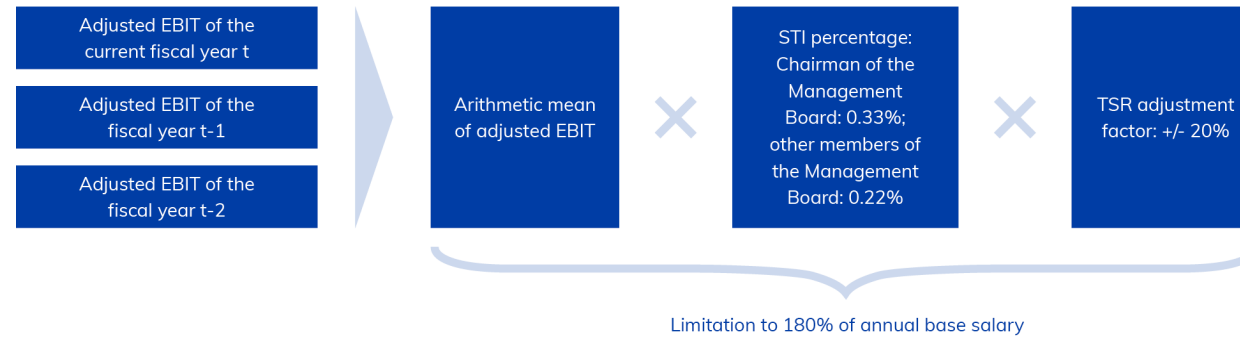 Adjusted EBIT of the
current fiscal year t
Adjusted EBIT of the
fiscal year t-1
Adjusted EBIT of the
fiscal year t-2
Arithmetic mean
of adjusted EBIT
STI percentage:
Chairman of the
Management
Board: 0.33%;
other members of
the Management
Board: 0.22%
TSR adjustment
factor: +/- 20%
Limitation to 180% of annual base salary